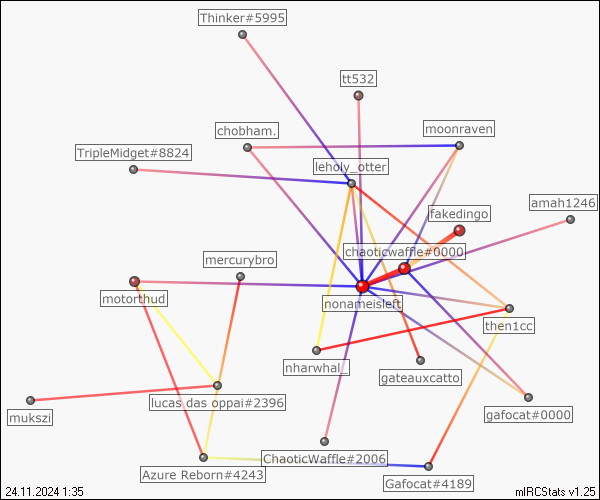 Thinker#5995
tt532
chobham.
moonraven
TripleMidget#8824
leholy_otter
amah1246
fakedingo
chaoticwaffle#0000
mercurybro
motorthud
nonameisleft
then1cc
nharwhal_
gateauxcatto
lucas das oppai#2396
mukszi
gafocat#0000
ChaoticWaffle#2006
Azure Reborn#4243
Gafocat#4189
24.11.2024 1:35
mIRCStats v1.25